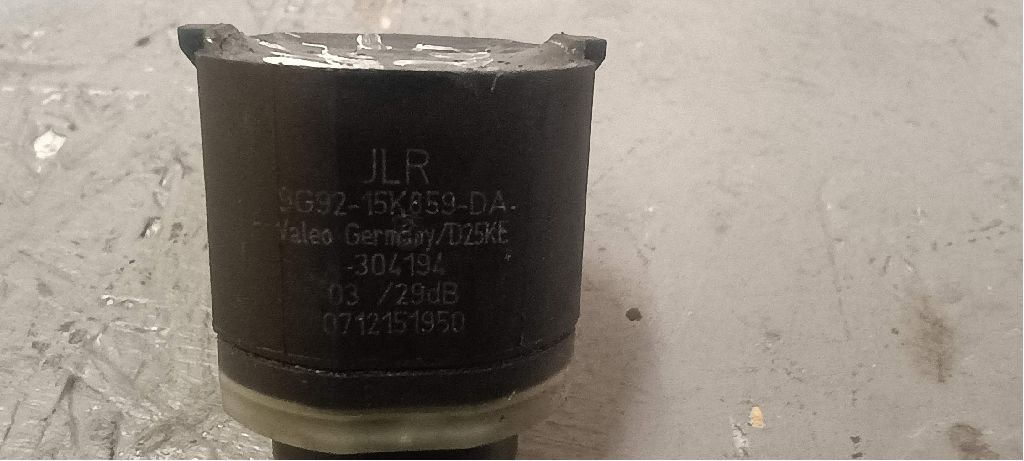 JLR
9G92-15K859-DA.
Valeo Germany/D25KE
-304194
03 /29dB
0712151950